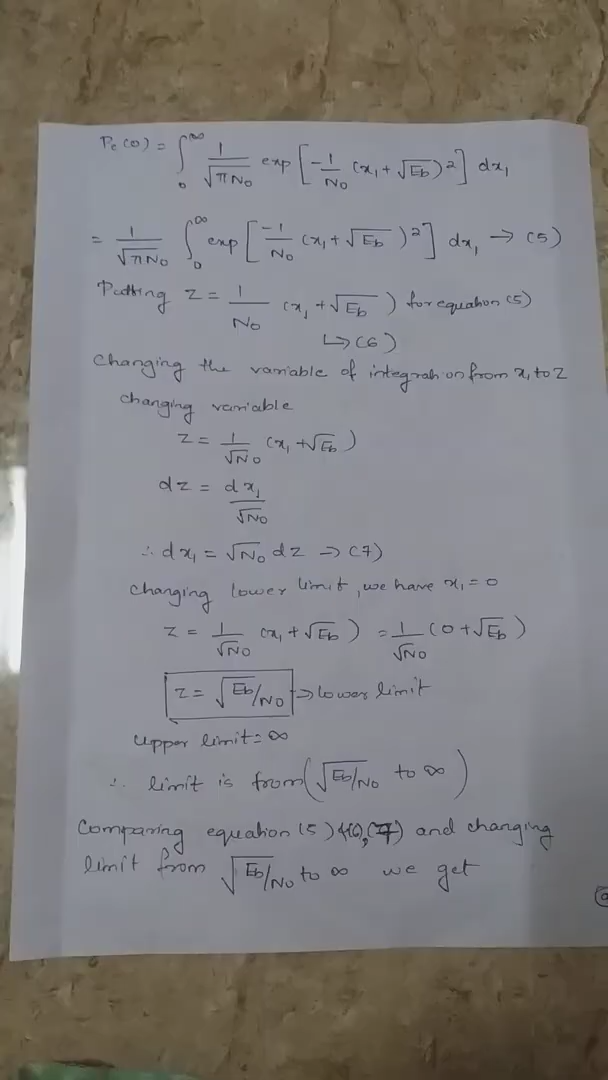 Pe(0) = ∫₀^∞ 1/√πN₀ exp[-1/N₀ (x₁+√Eb)²] dx₁
= 1/√πN₀ ∫₀^∞ exp[-1/N₀ (x₁+√Eb)²] dx₁ → (5)
Putting z = 1/N₀ (x₁+√Eb) for equation (5)
↳(6)
Changing the variable of integration from x₁ to z
changing variable
z = 1/√N₀ (x₁+√Eb)
dz = dx₁/√N₀
∴ dx₁ = √N₀ dz → (7)
Changing lower limit, we have x₁ = 0
z = 1/√N₀ (x₁+√Eb) = 1/√N₀ (0+√Eb)
z = √Eb/N₀ → lower limit
Upper limit = ∞
∴ limit is from (√Eb/N₀ to ∞)
Comparing equation (5) (6), (7) and changing
limit from √Eb/N₀ to ∞ we get